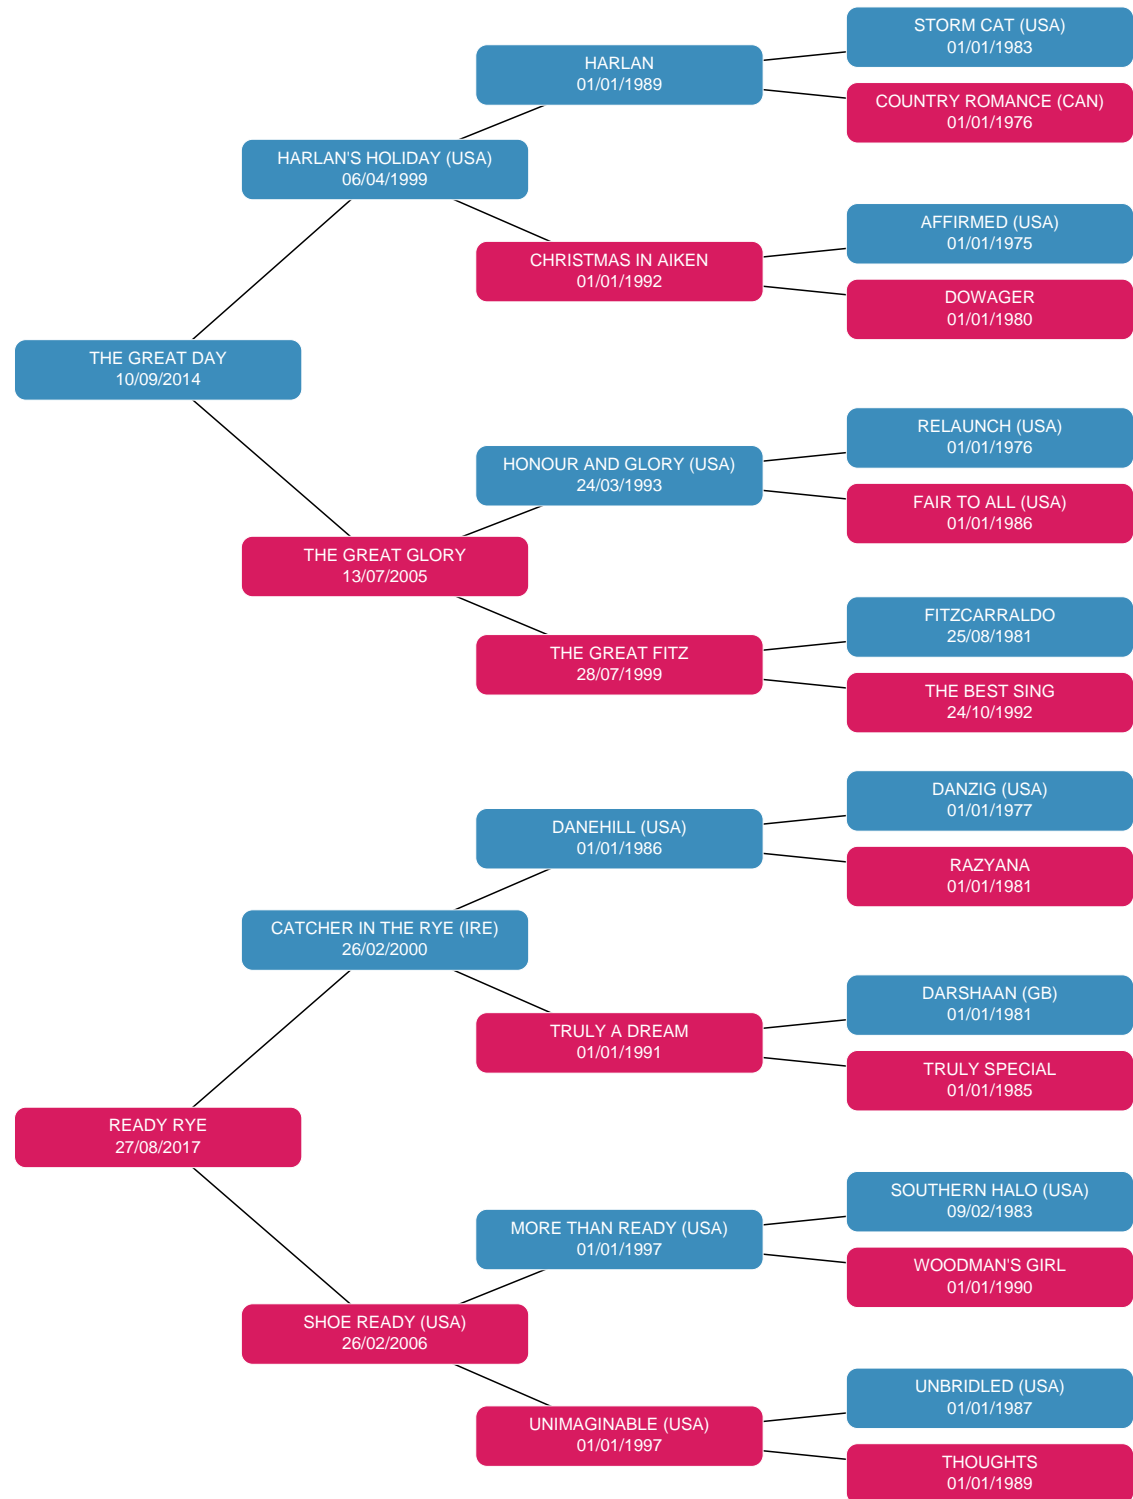 STORM CAT (USA)
01/01/1983
HARLAN
01/01/1989
COUNTRY ROMANCE (CAN)
01/01/1976
HARLAN'S HOLIDAY (USA)
06/04/1999
AFFIRMED (USA)
01/01/1975
CHRISTMAS IN AIKEN
01/01/1992
DOWAGER
01/01/1980
THE GREAT DAY
10/09/2014
RELAUNCH (USA)
01/01/1976
HONOUR AND GLORY (USA)
24/03/1993
FAIR TO ALL (USA)
01/01/1986
THE GREAT GLORY
13/07/2005
FITZCARRALDO
25/08/1981
THE GREAT FITZ
28/07/1999
THE BEST SING
24/10/1992
DANZIG (USA)
01/01/1977
DANEHILL (USA)
01/01/1986
RAZYANA
01/01/1981
CATCHER IN THE RYE (IRE)
26/02/2000
DARSHAAN (GB)
01/01/1981
TRULY A DREAM
01/01/1991
TRULY SPECIAL
01/01/1985
READY RYE
27/08/2017
SOUTHERN HALO (USA)
09/02/1983
MORE THAN READY (USA)
01/01/1997
WOODMAN'S GIRL
01/01/1990
SHOE READY (USA)
26/02/2006
UNBRIDLED (USA)
01/01/1987
UNIMAGINABLE (USA)
01/01/1997
THOUGHTS
01/01/1989